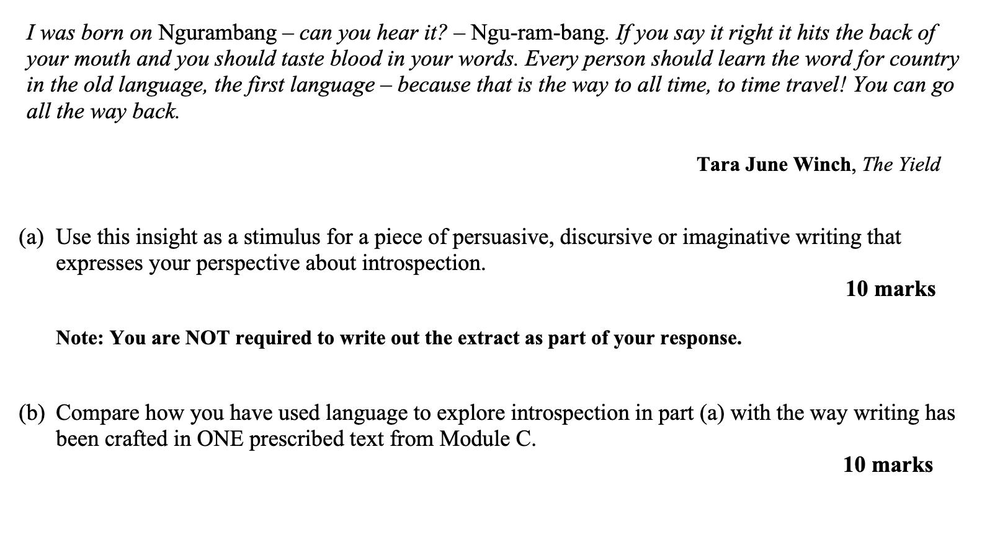 I was born on Ngurambang – can you hear it? – Ngu-ram-bang. If you say it right it hits the back of
your mouth and you should taste blood in your words. Every person should learn the word for country
in the old language, the first language – because that is the way to all time, to time travel! You can go
all the way back.
Tara June Winch, The Yield
(a) Use this insight as a stimulus for a piece of persuasive, discursive or imaginative writing that
expresses your perspective about introspection.
10 marks
Note: You are NOT required to write out the extract as part of your response.
(b) Compare how you have used language to explore introspection in part (a) with the way writing has
been crafted in ONE prescribed text from Module C.
10 marks